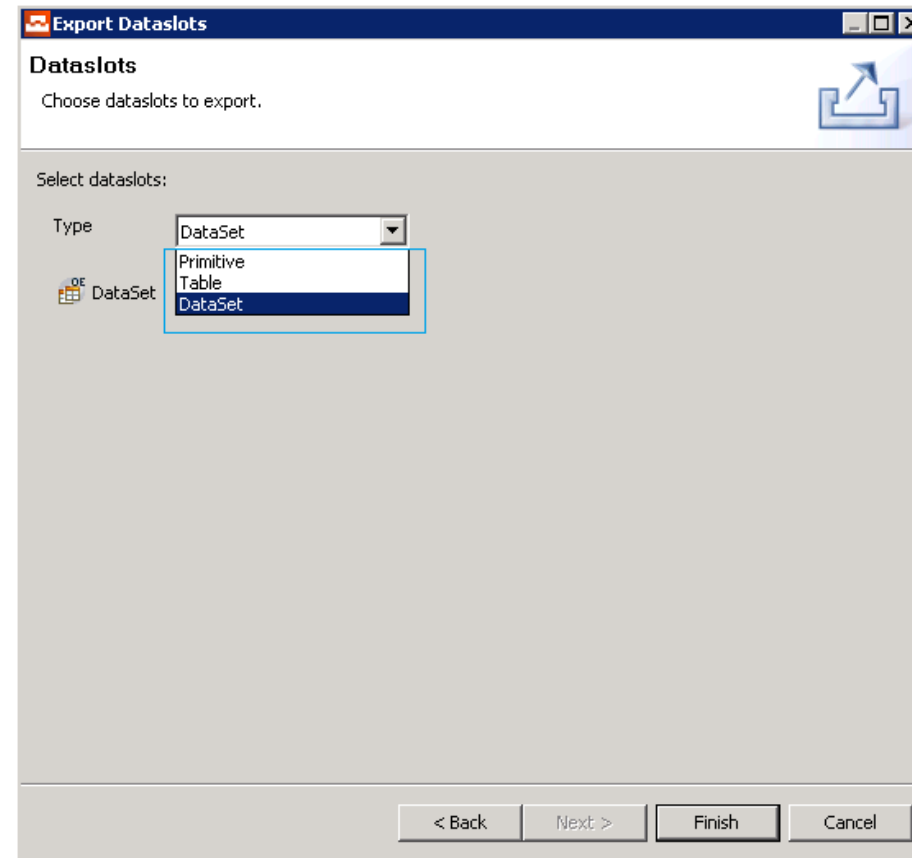 Export Dataslots
Dataslots
Choose dataslots to export.
Select dataslots:
Type
DataSet
Primitive
Table
DataSet
OE
DataSet
< Back
Next >
Finish
Cancel